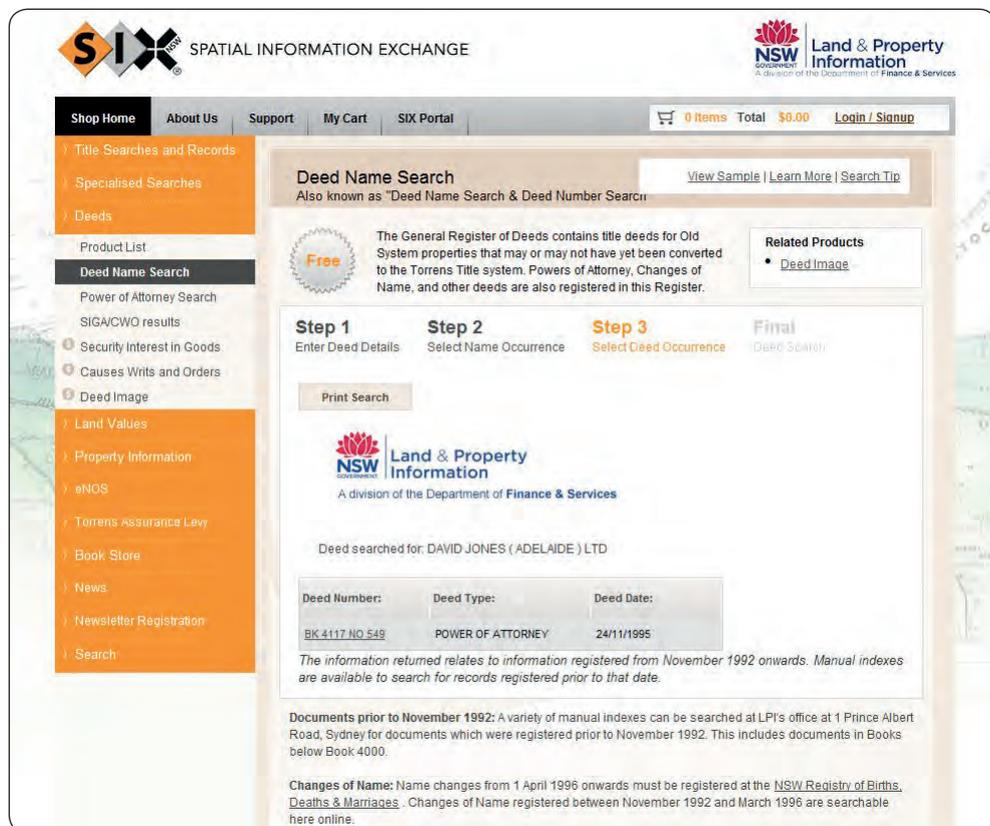 SIX NSW ® SPATIAL INFORMATION EXCHANGE
NSW GOVERNMENT
Land & Property
Information
A division of the Department of Finance & Services
Shop Home About Us Support My Cart SIX Portal 0 Items Total $0.00 Login / Signup
Title Searches and Records
Specialised Searches
Deeds
Product List
Deed Name Search
Power of Attorney Search
SIGA/CWO results
Security Interest in Goods
Causes Writs and Orders
Deed Image
Land Values
Property Information
eNOS
Torrens Assurance Levy
Book Store
News
Newsletter Registration
Search
Deed Name Search
Also known as "Deed Name Search & Deed Number Search
View Sample | Learn More | Search Tip
Free
The General Register of Deeds contains title deeds for Old
System properties that may or may not have yet been converted
to the Torrens Title system. Powers of Attorney, Changes of
Name, and other deeds are also registered in this Register.
Related Products
• Deed Image
Step 1 Step 2 Step 3 Final
Enter Deed Details Select Name Occurrence Select Deed Occurrence Deed Search
Print Search
NSW GOVERNMENT
Land & Property
Information
A division of the Department of Finance & Services
Deed searched for: DAVID JONES ( ADELAIDE ) LTD
Deed Number: Deed Type: Deed Date:
BK 4117 NO 549 POWER OF ATTORNEY 24/11/1995
The information returned relates to information registered from November 1992 onwards. Manual indexes
are available to search for records registered prior to that date.
Documents prior to November 1992: A variety of manual indexes can be searched at LPI's office at 1 Prince Albert
Road, Sydney for documents which were registered prior to November 1992. This includes documents in Books
below Book 4000.
Changes of Name: Name changes from 1 April 1996 onwards must be registered at the NSW Registry of Births,
Deaths & Marriages . Changes of Name registered between November 1992 and March 1996 are searchable
here online.